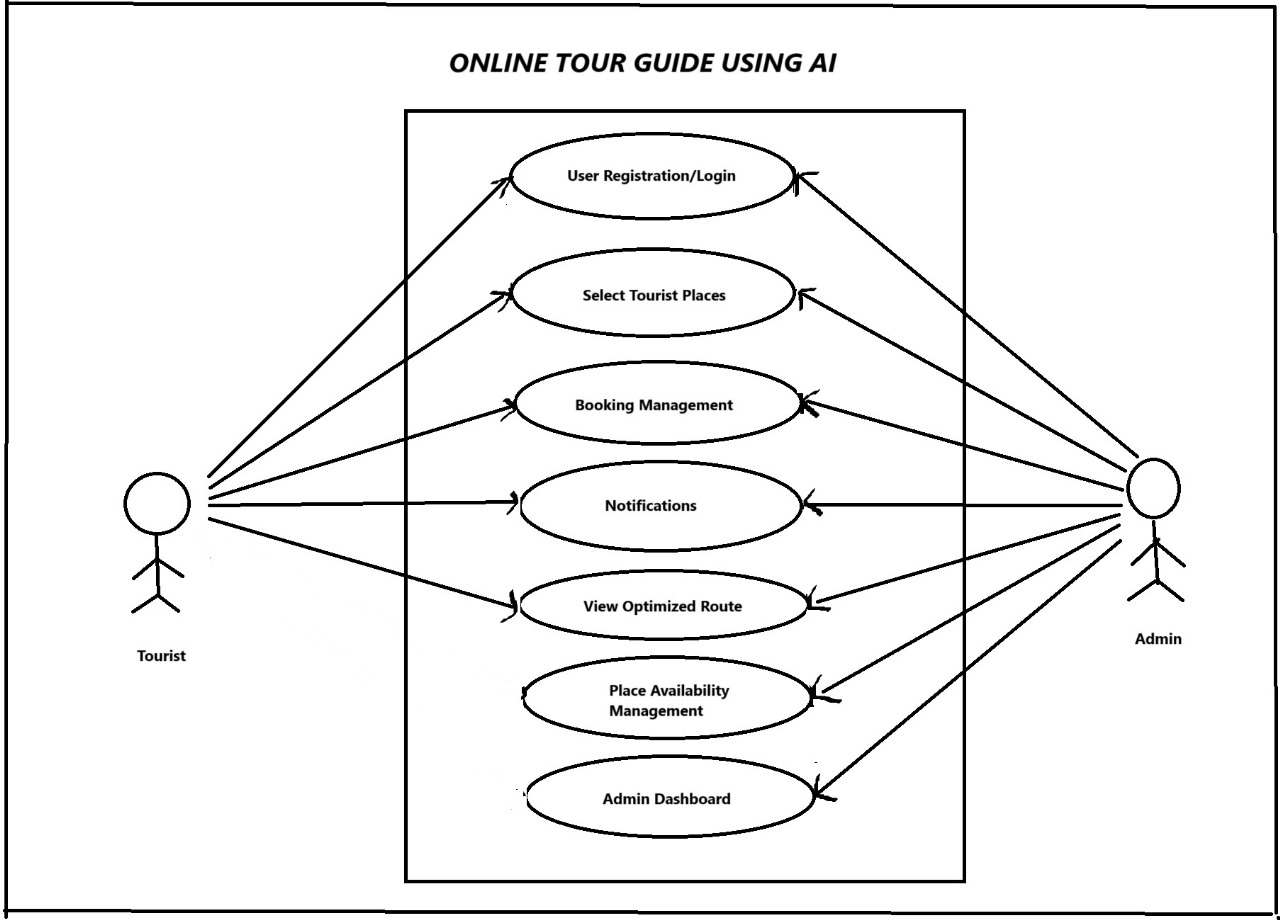 ONLINE TOUR GUIDE USING AI
User Registration/Login
Select Tourist Places
Booking Management
Notifications
View Optimized Route
Place Availability
Management
Admin Dashboard
Tourist
Admin